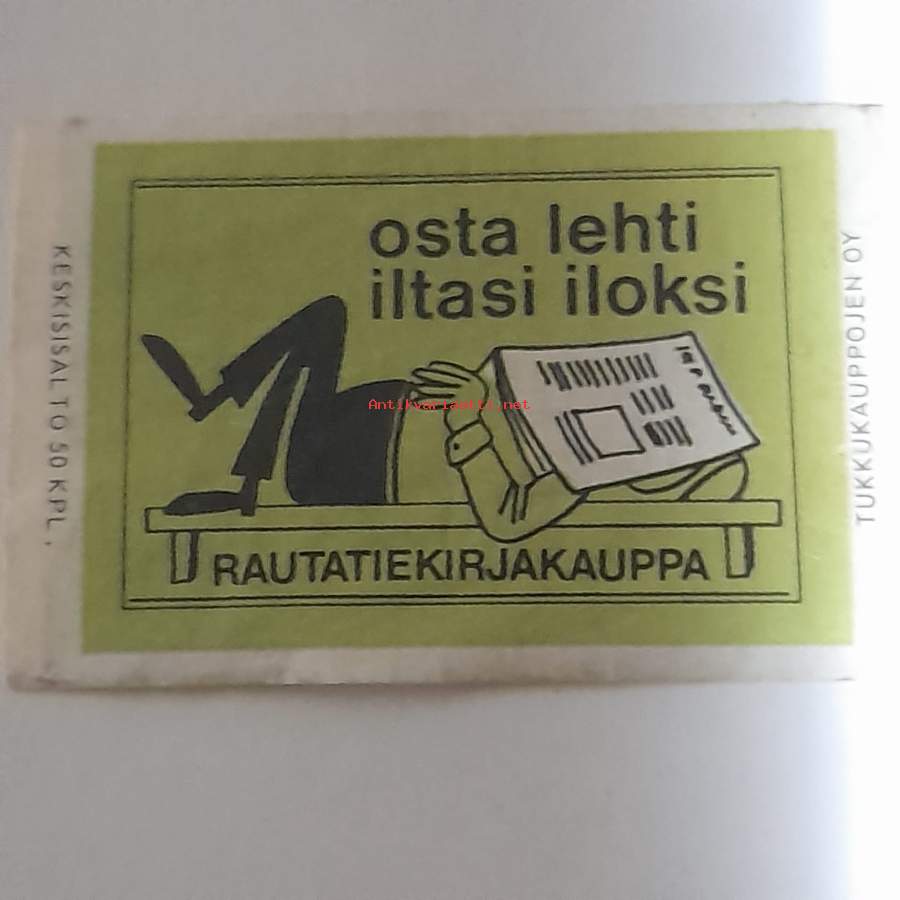 osta lehti
iltasi iloksi
Antikvariaatti.net
RAUTATIEKIRJAKAUPPA
KESKISISÄLTÖ 50 KPL.
TUKKUKAUPPOJEN OY